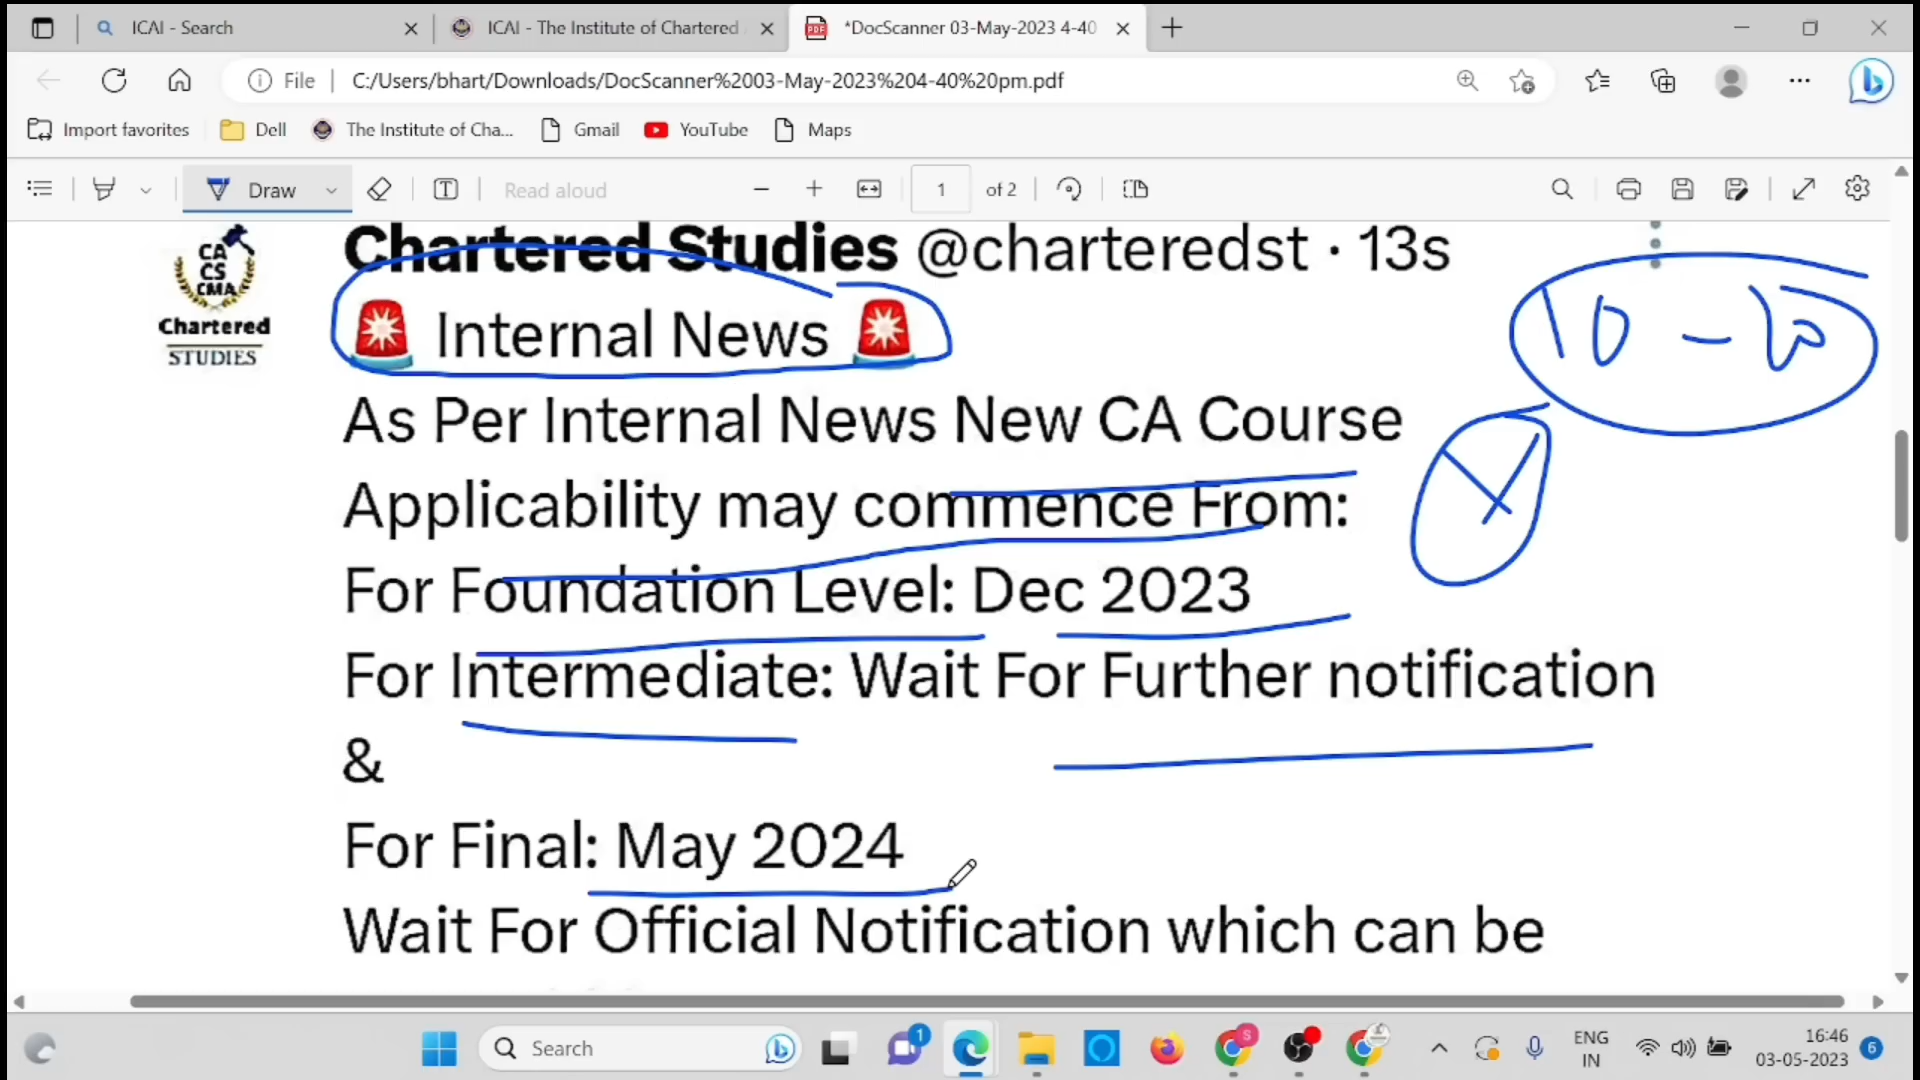 ICAI - Search
ICAI - The Institute of Chartered
*DocScanner 03-May-2023 4-40
File
C:/Users/bhart/Downloads/DocScanner%2003-May-2023%204-40%20pm.pdf
Import favorites
Dell
The Institute of Cha...
Gmail
YouTube
Maps
Draw
Read aloud
1
of 2
CA
CS
CMA
Chartered
STUDIES
Chartered Studies @charteredst · 13s
Internal News
As Per Internal News New CA Course
Applicability may commence From:
For Foundation Level: Dec 2023
For Intermediate: Wait For Further notification
&
For Final: May 2024
Wait For Official Notification which can be
Search
1
S
ENG
IN
16:46
03-05-2023
6